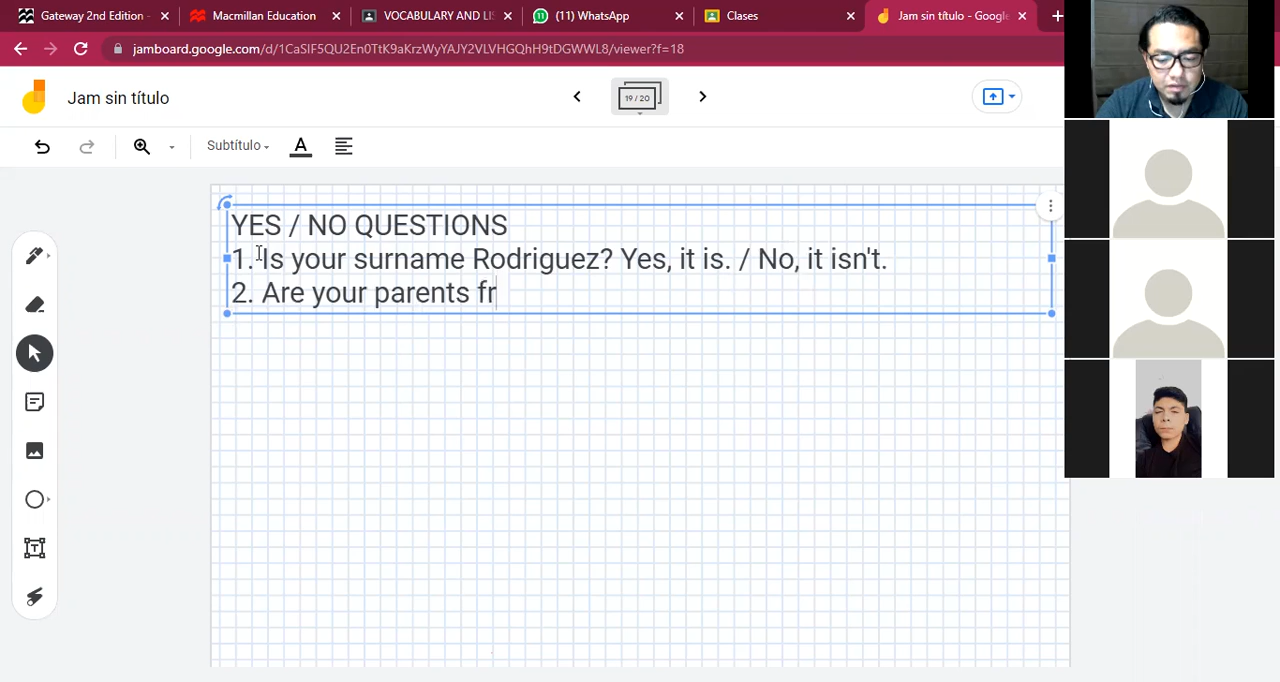 Gateway 2nd Edition -
Macmillan Education
VOCABULARY AND LIS
(11) WhatsApp
Clases
Jam sin título - Google
jamboard.google.com/d/1CaSIF5QU2En0TtK9aKrzWyYAJY2VLVHGQhH9tDGWWL8/viewer?f=18
Jam sin título
19 / 20
Subtítulo
A
YES / NO QUESTIONS
1. Is your surname Rodriguez? Yes, it is. / No, it isn't.
2. Are your parents fr